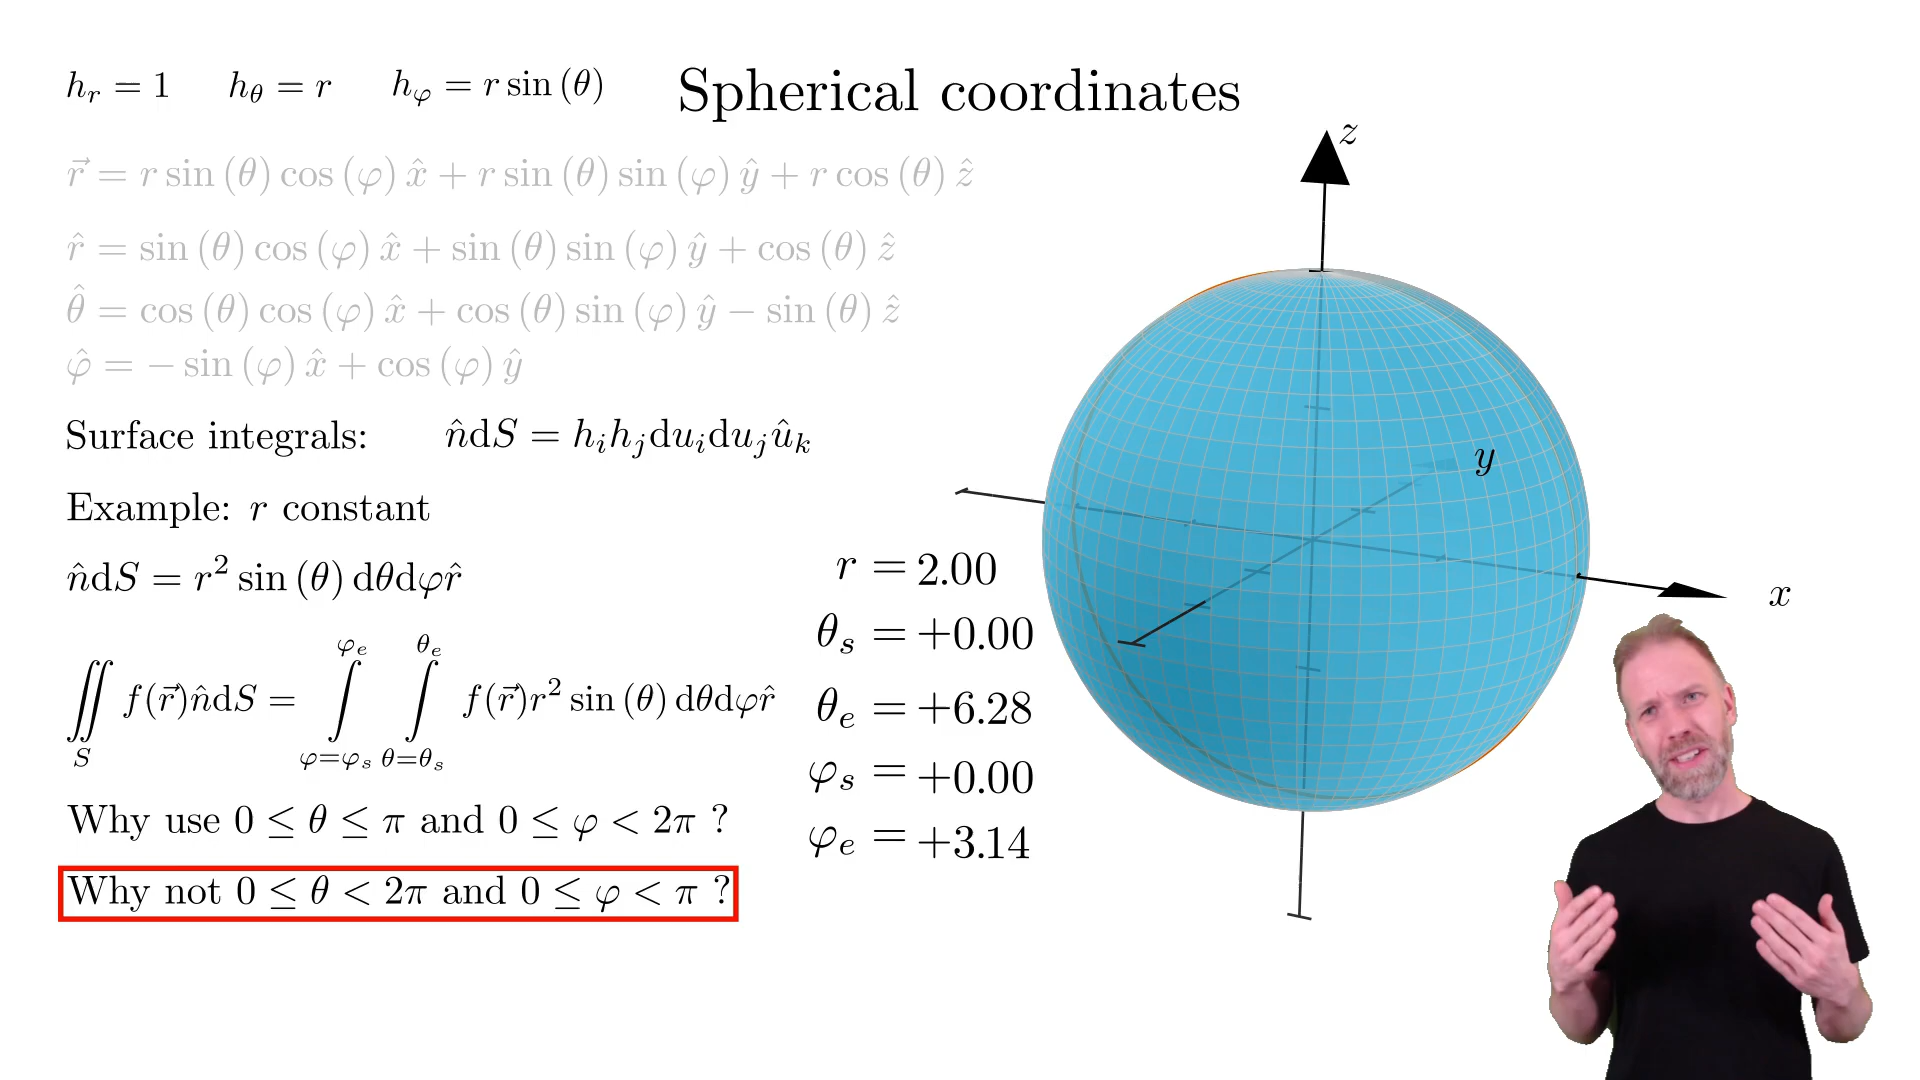 h_r = 1 h_θ = r h_φ = r sin (θ) Spherical coordinates
r⃗ = r sin (θ) cos (φ) x̂ + r sin (θ) sin (φ) ŷ + r cos (θ) ẑ
r̂ = sin (θ) cos (φ) x̂ + sin (θ) sin (φ) ŷ + cos (θ) ẑ
θ̂ = cos (θ) cos (φ) x̂ + cos (θ) sin (φ) ŷ − sin (θ) ẑ
φ̂ = − sin (φ) x̂ + cos (φ) ŷ
Surface integrals: n̂dS = h_i h_j du_i du_j û_k
Example: r constant
n̂dS = r² sin (θ) dθdφr̂
∬_S f(r⃗)n̂dS = ∫_{φ=φ_s}^{φ_e} ∫_{θ=θ_s}^{θ_e} f(r⃗)r² sin (θ) dθdφr̂
Why use 0 ≤ θ ≤ π and 0 ≤ φ < 2π ?
Why not 0 ≤ θ < 2π and 0 ≤ φ < π ?
r = 2.00
θ_s = +0.00
θ_e = +6.28
φ_s = +0.00
φ_e = +3.14
z
y
x